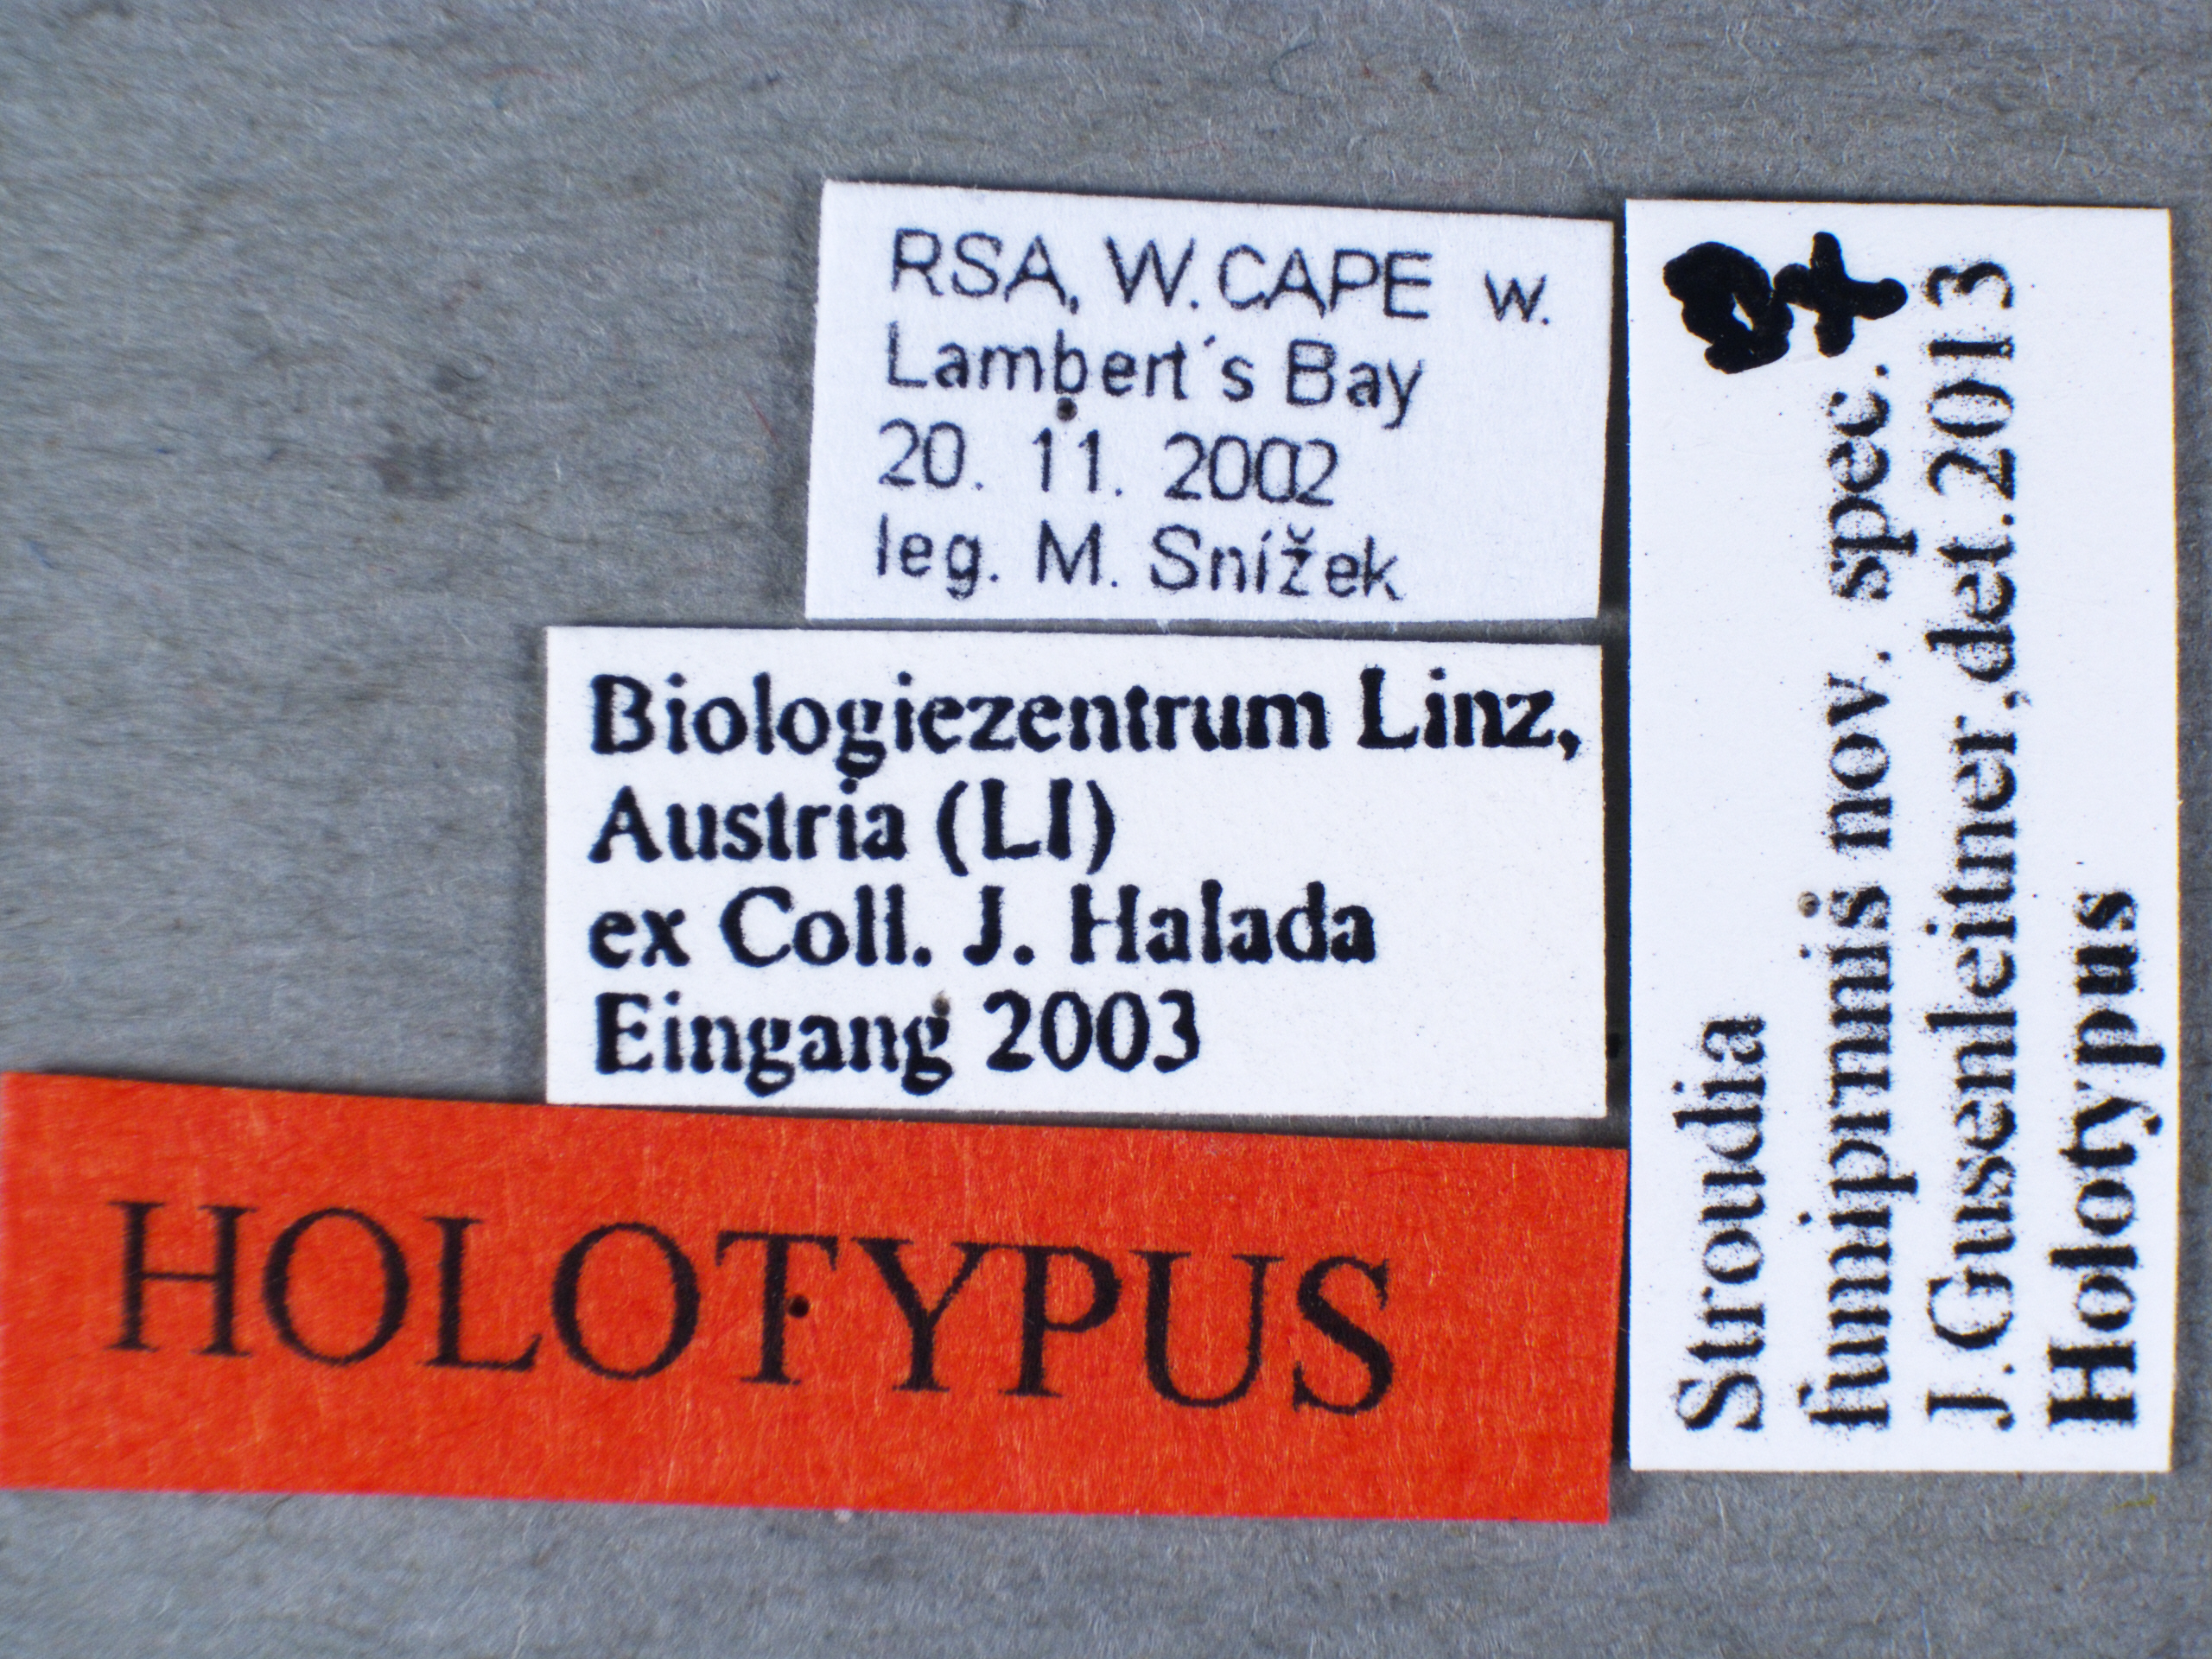 RSA, W.CAPE w.
Lambert´s Bay
20. 11. 2002
leg. M. Snížek
Biologiezentrum Linz,
Austria (LI)
ex Coll. J. Halada
Eingang 2003
HOLOTYPUS
♀
Stroudia
fumipennis nov. spec.
J.Gusenleitner,det.2013
Holotypus